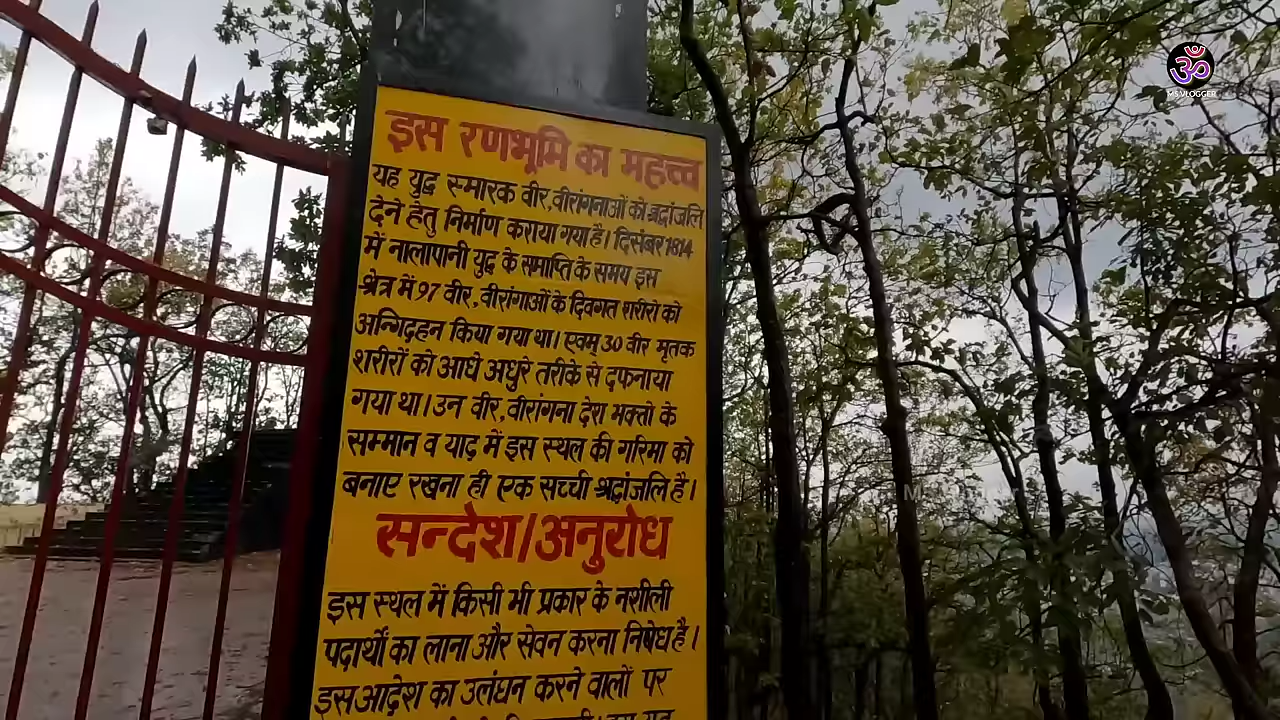 ॐ
MS.VLOGGER
इस रणभूमि का महत्त्व
यह युद्ध स्मारक वीर,वीरांगनाओं को श्रद्धांजलि
देने हेतु निर्माण कराया गया है। दिसंबर 1814
में नालापानी युद्ध के समाप्ति के समय इस
क्षेत्र में 97 वीर, वीरांगाओं के दिवगत शरीरो को
अग्निदहन किया गया था। एवम् 30 वीर मृतक
शरीरों को आधे अधुरे तरीके से दफनाया
गया था। उन वीर,वीरांगना देश भक्तो के
सम्मान व याद में इस स्थल की गरिमा को
बनाए रखना ही एक सच्ची श्रद्धांजलि है।
सन्देश/अनुरोध
इस स्थल में किसी भी प्रकार के नशीली
पदार्थों का लाना और सेवन करना निषेध है।
इस आदेश का उलंघन करने वालों पर